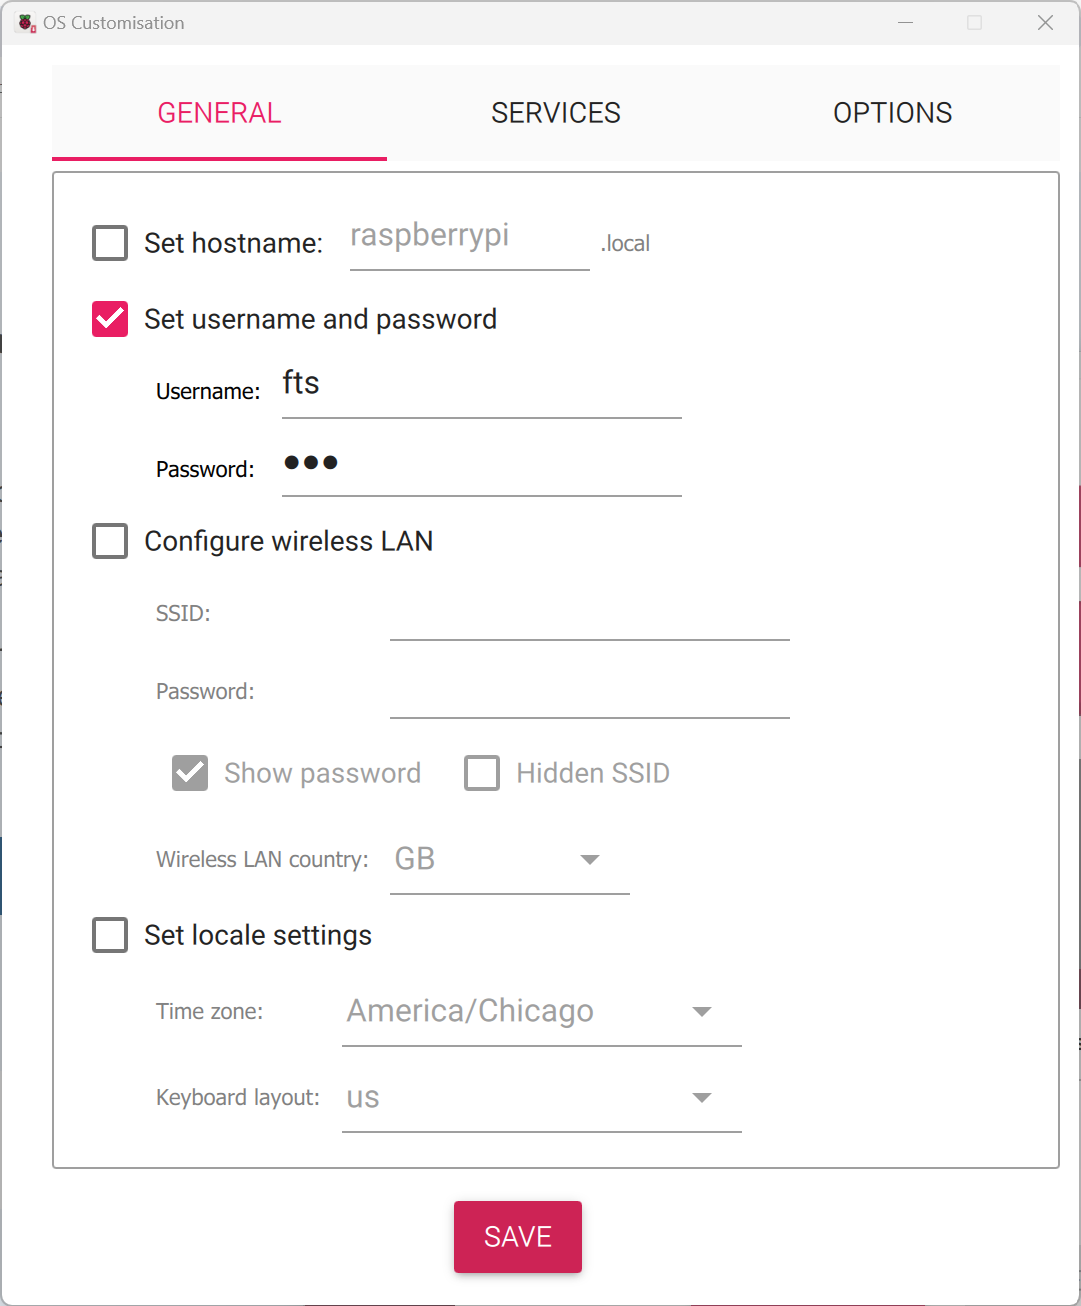 OS Customisation
GENERAL SERVICES OPTIONS
Set hostname: raspberrypi .local
Set username and password
Username: fts
Password: ●●●
Configure wireless LAN
SSID:
Password:
Show password Hidden SSID
Wireless LAN country: GB
Set locale settings
Time zone: America/Chicago
Keyboard layout: us
SAVE